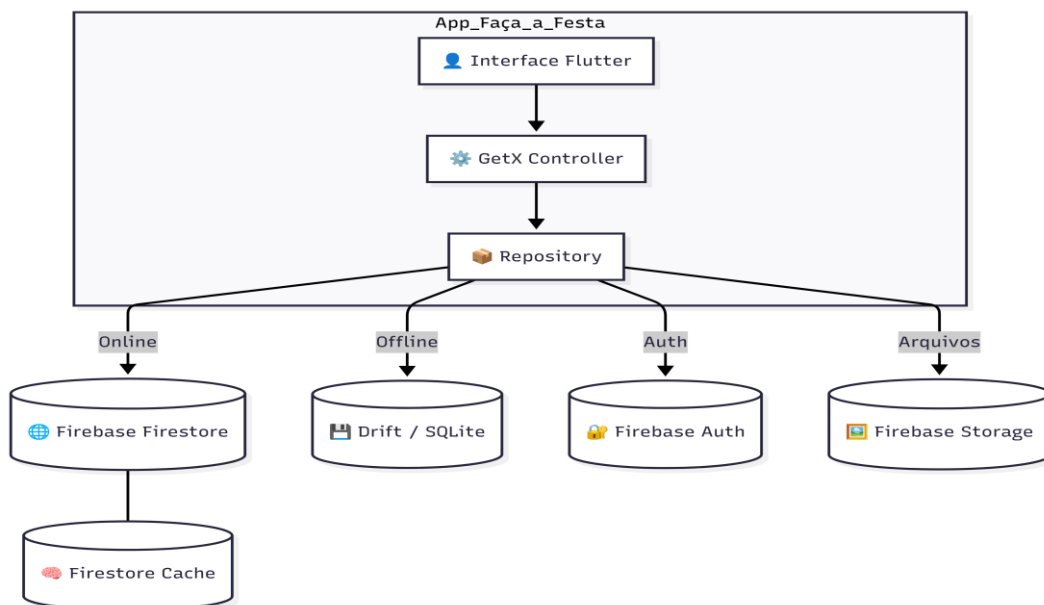 App_Faça_a_Festa
👤 Interface Flutter
⚙️ GetX Controller
📦 Repository
Online
Offline
Auth
Arquivos
🌐 Firebase Firestore
💾 Drift / SQLite
🔐 Firebase Auth
🖼️ Firebase Storage
🧠 Firestore Cache